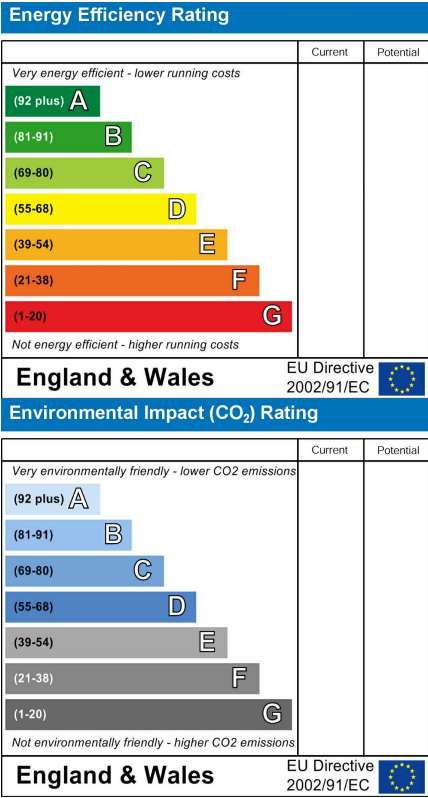 Energy Efficiency Rating
Current Potential
Very energy efficient - lower running costs
(92 plus) A
(81-91) B
(69-80) C
(55-68) D
(39-54) E
(21-38) F
(1-20) G
Not energy efficient - higher running costs
England & Wales
EU Directive
2002/91/EC
Environmental Impact (CO₂) Rating
Current Potential
Very environmentally friendly - lower CO2 emissions
(92 plus) A
(81-91) B
(69-80) C
(55-68) D
(39-54) E
(21-38) F
(1-20) G
Not environmentally friendly - higher CO2 emissions
England & Wales
EU Directive
2002/91/EC